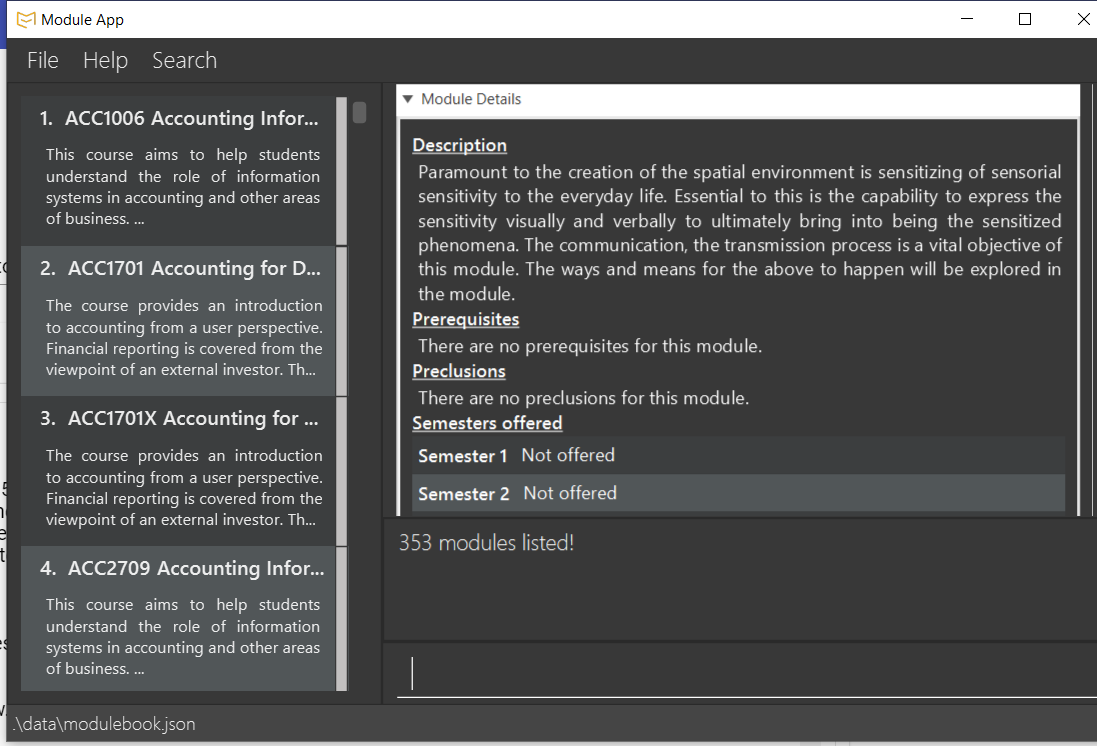 Module App
File Help Search
1. ACC1006 Accounting Infor...
This course aims to help students
understand the role of information
systems in accounting and other areas
of business. ...
2. ACC1701 Accounting for D...
The course provides an introduction
to accounting from a user perspective.
Financial reporting is covered from the
viewpoint of an external investor. Th...
3. ACC1701X Accounting for ...
The course provides an introduction
to accounting from a user perspective.
Financial reporting is covered from the
viewpoint of an external investor. Th...
4. ACC2709 Accounting Infor...
This course aims to help students
understand the role of information
systems in accounting and other areas
of business. ...
Module Details
Description
Paramount to the creation of the spatial environment is sensitizing of sensorial
sensitivity to the everyday life. Essential to this is the capability to express the
sensitivity visually and verbally to ultimately bring into being the sensitized
phenomena. The communication, the transmission process is a vital objective of
this module. The ways and means for the above to happen will be explored in
the module.
Prerequisites
There are no prerequisites for this module.
Preclusions
There are no preclusions for this module.
Semesters offered
Semester 1 Not offered
Semester 2 Not offered
353 modules listed!
.\data\modulebook.json